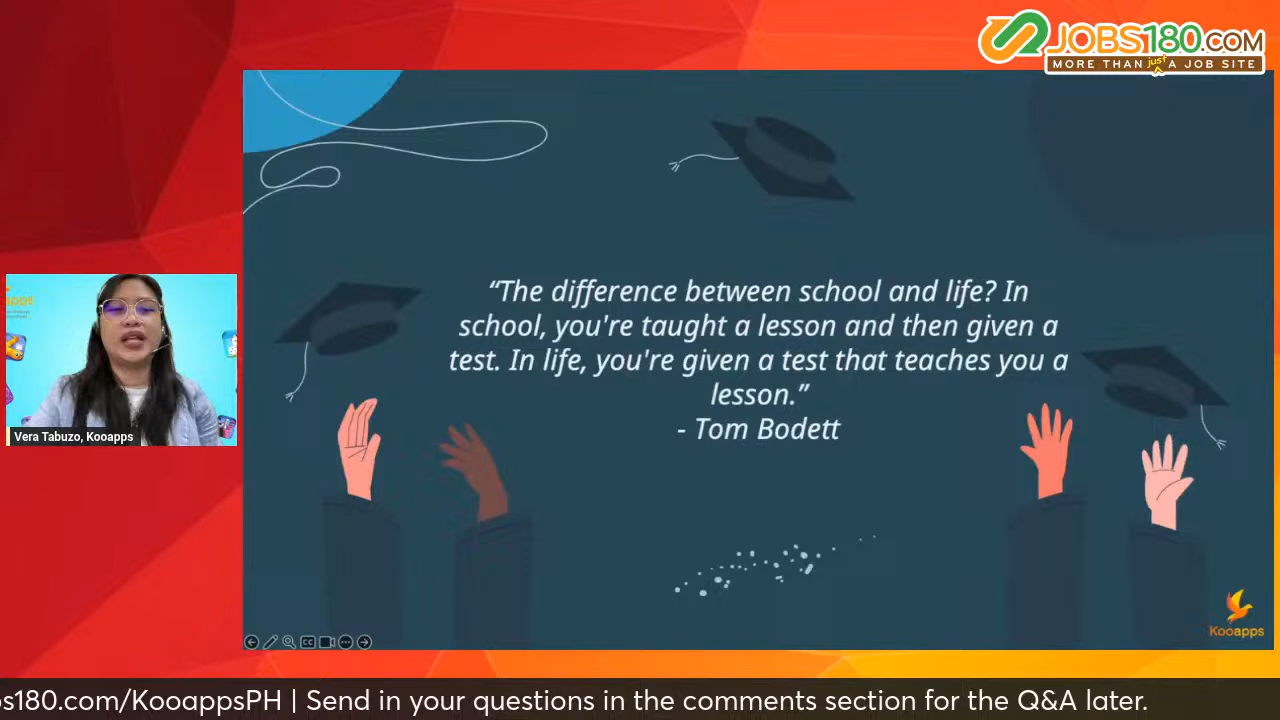 JOBS180.COM
MORE THAN just A JOB SITE
“The difference between school and life? In
school, you're taught a lesson and then given a
test. In life, you're given a test that teaches you a
lesson.”
- Tom Bodett
Vera Tabuzo, Kooapps
CC
Kooapps
os180.com/KooappsPH | Send in your questions in the comments section for the Q&A later.